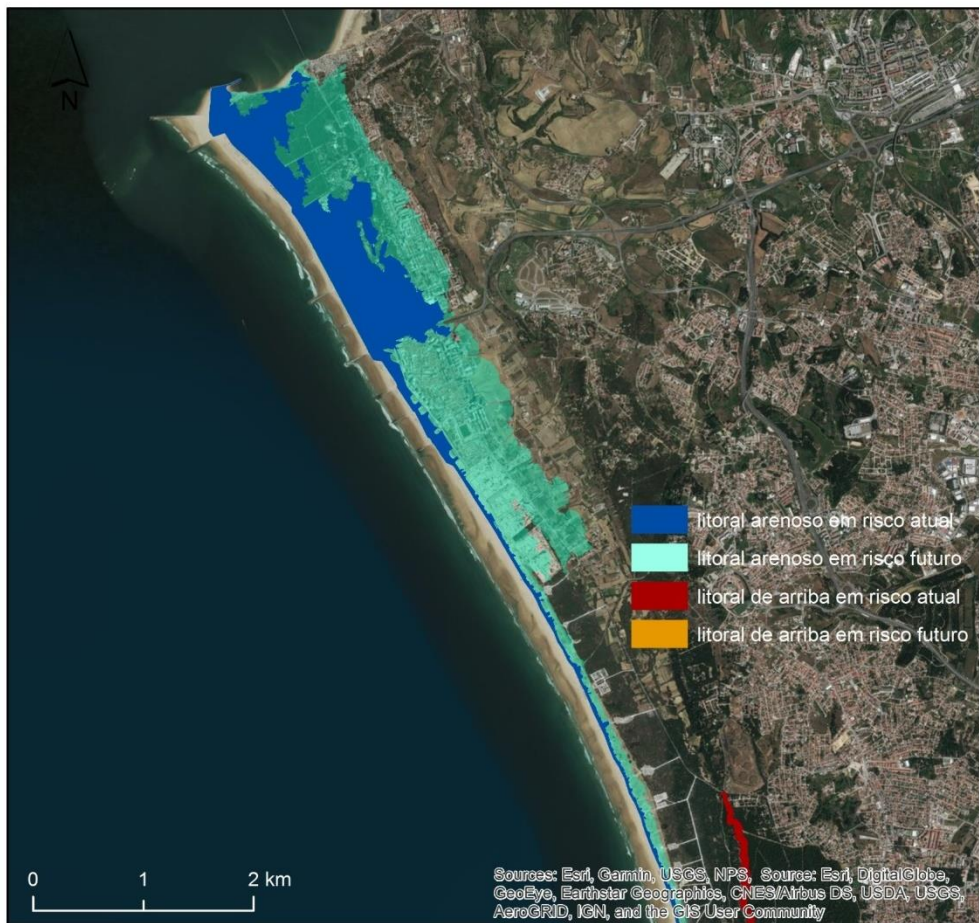 N
litoral arenoso em risco atual
litoral arenoso em risco futuro
litoral de arriba em risco atual
litoral de arriba em risco futuro
0 1 2 km
Sources: Esri, Garmin, USGS, NPS, Source: Esri, DigitalGlobe,
GeoEye, Earthstar Geographics, CNES/Airbus DS, USDA, USGS,
AeroGRID, IGN, and the GIS User Community